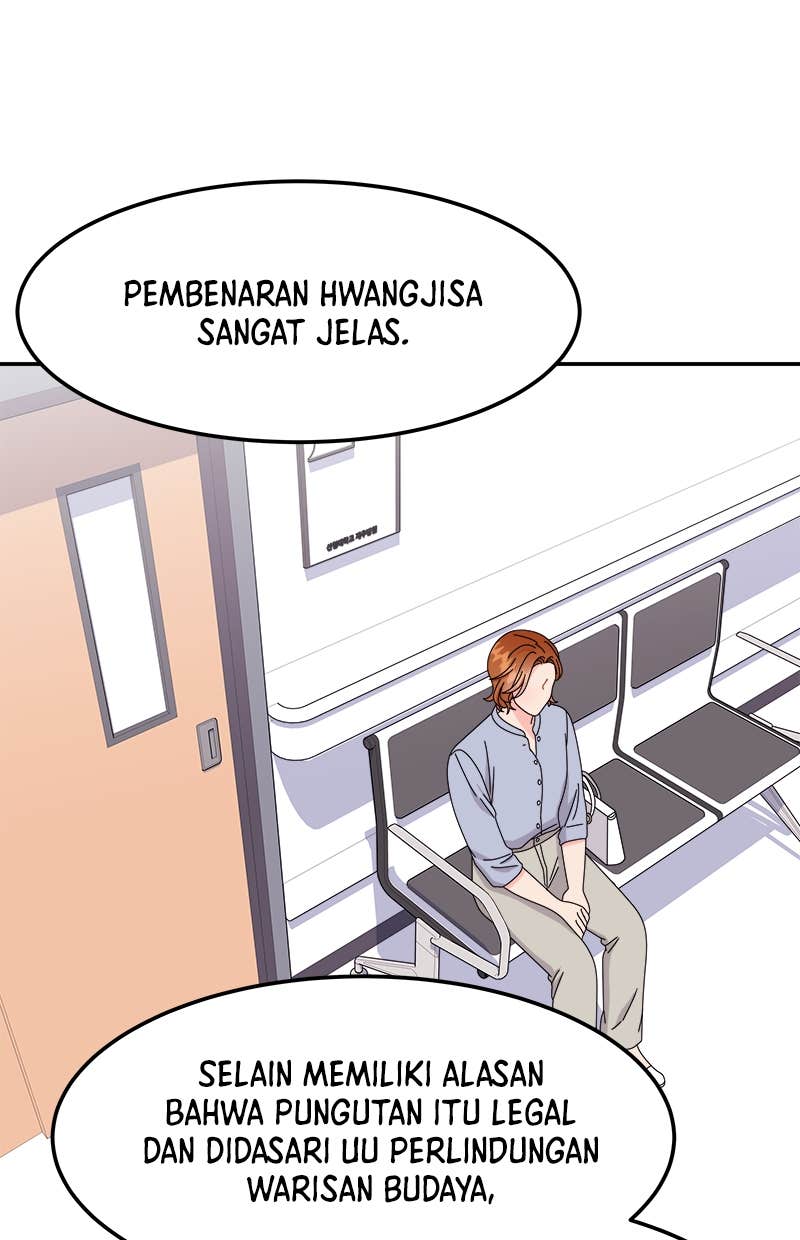 PEMBENARAN HWANGJISA
SANGAT JELAS.
SELAIN MEMILIKI ALASAN
BAHWA PUNGUTAN ITU LEGAL
DAN DIDASARI UU PERLINDUNGAN
WARISAN BUDAYA,